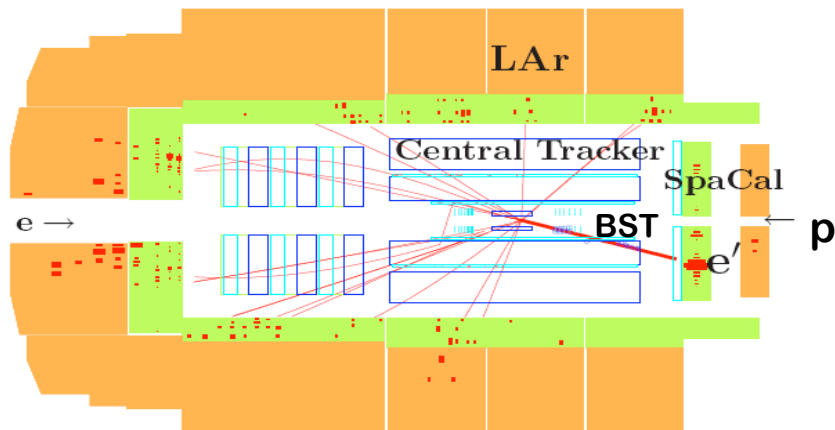 LAr
Central Tracker
SpaCal
e → BST ← p
e′